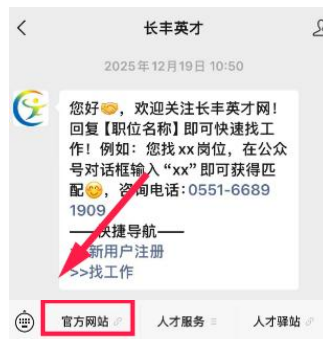 长丰英才
2025年12月19日 10:50
您好🤝，欢迎关注长丰英才网！
回复【职位名称】即可快速找工
作！例如：您找xx岗位，在公众
号对话框输入“xx”即可获得匹
配😊，咨询电话：0551-6689
1909
——快捷导航——
新用户注册
>>找工作
官方网站 人才服务 人才驿站